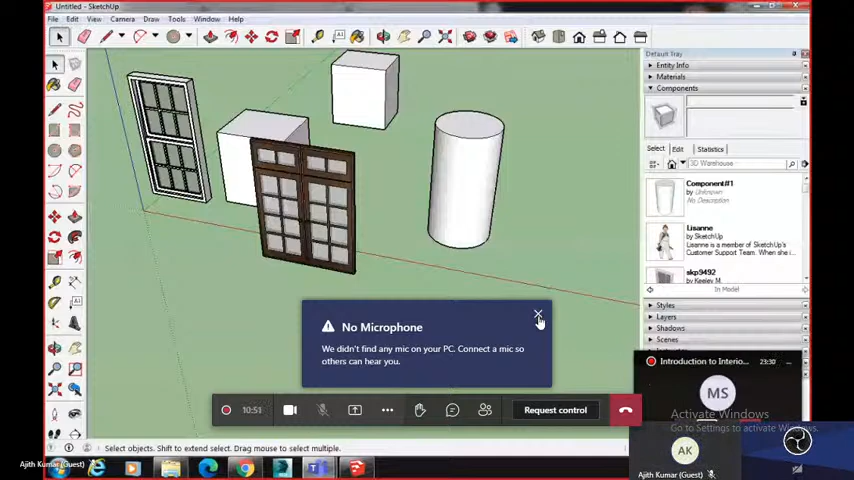 Untitled - SketchUp
File Edit View Camera Draw Tools Window Help
Default Tray
Entity Info
Materials
Components
Select Edit Statistics
3D Warehouse
Component#1
by Unknown
No Description
Lisanne
by SketchUp
Lisanne is a member of SketchUp's
Customer Support Team. When she i...
skp9492
by Keeley M.
In Model
Styles
Layers
Shadows
Scenes
No Microphone
We didn't find any mic on your PC. Connect a mic so
others can hear you.
Introduction to Interio... 23:30
MS
Activate Windows
Go to Settings to activate Windows.
10:51
Request control
AK
Select objects. Shift to extend select. Drag mouse to select multiple.
Ajith Kumar (Guest)
Ajith Kumar (Guest)